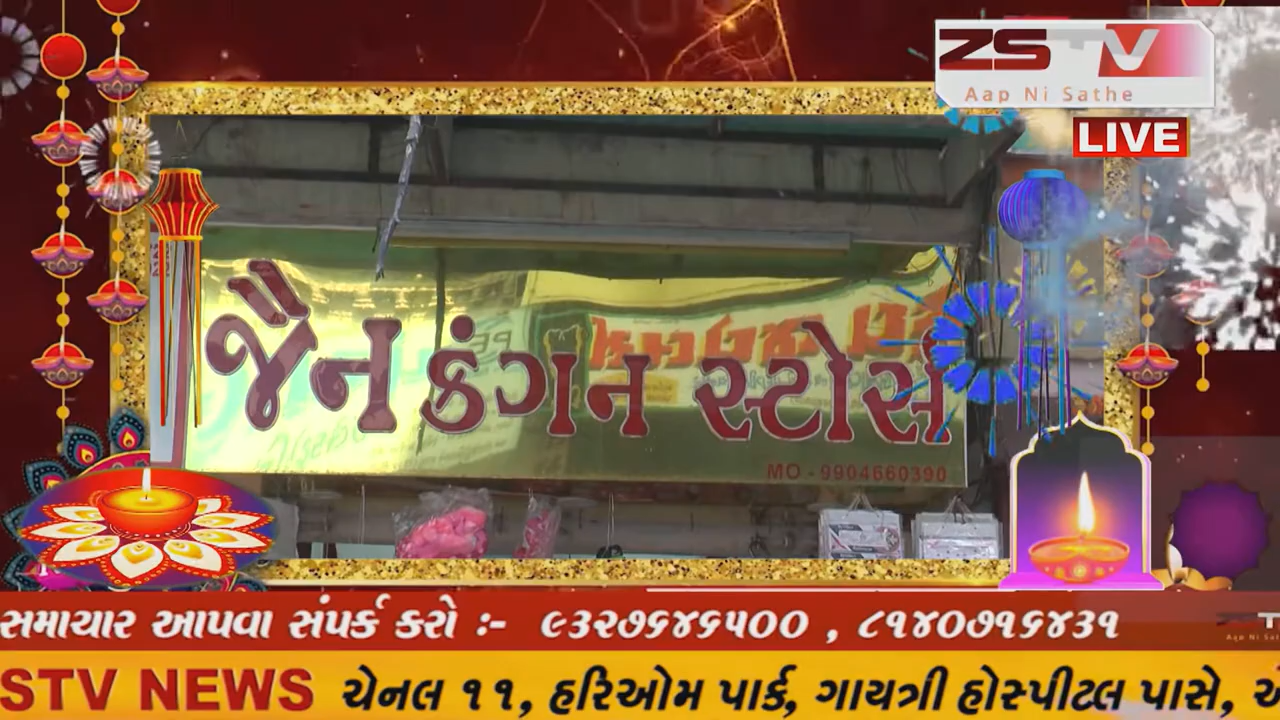 ZSTV
Aap Ni Sathe
LIVE
જૈન કંગન સ્ટોર્સ
MO - 9904660390
સમાચાર આપવા સંપર્ક કરો :- ૯૩૨૭૬૪૬૫૦૦ , ૮૧૪૦૭૧૬૪૩૧
STV NEWS ચેનલ ૧૧, હરિઓમ પાર્ક, ગાયત્રી હોસ્પીટલ પાસે,